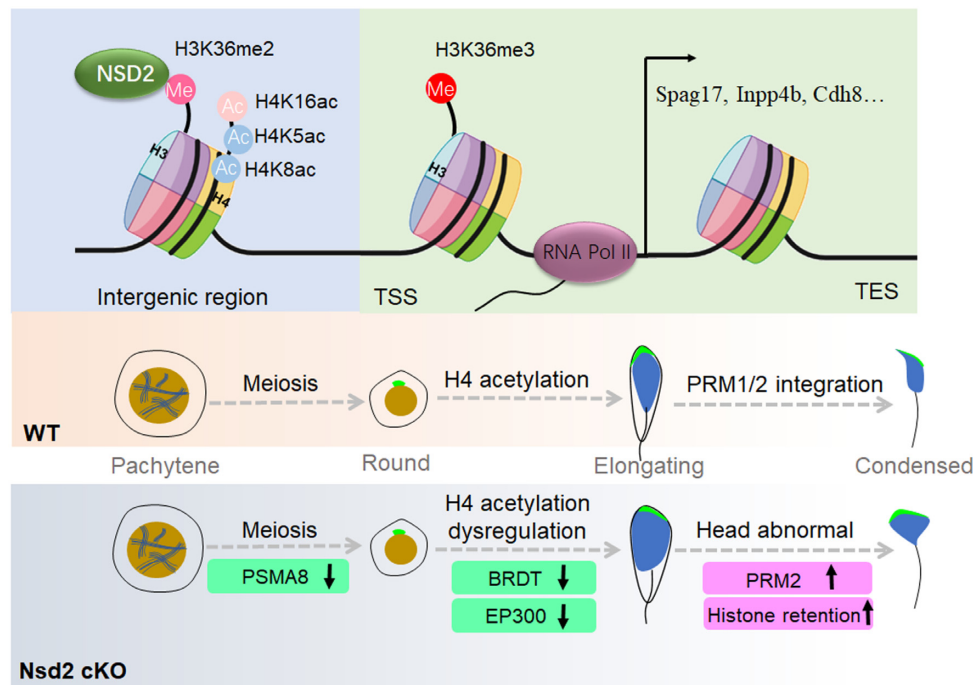 H3K36me2
NSD2
Me
Ac
H4K16ac
Ac
H4K5ac
Ac
H4K8ac
H3
H4
Intergenic region
H3K36me3
Me
H3
Spag17, Inpp4b, Cdh8…
RNA Pol II
TSS
TES
Meiosis
H4 acetylation
PRM1/2 integration
WT
Pachytene
Round
Elongating
Condensed
Meiosis
H4 acetylation
dysregulation
Head abnormal
PSMA8
BRDT
PRM2
EP300
Histone retention
Nsd2 cKO